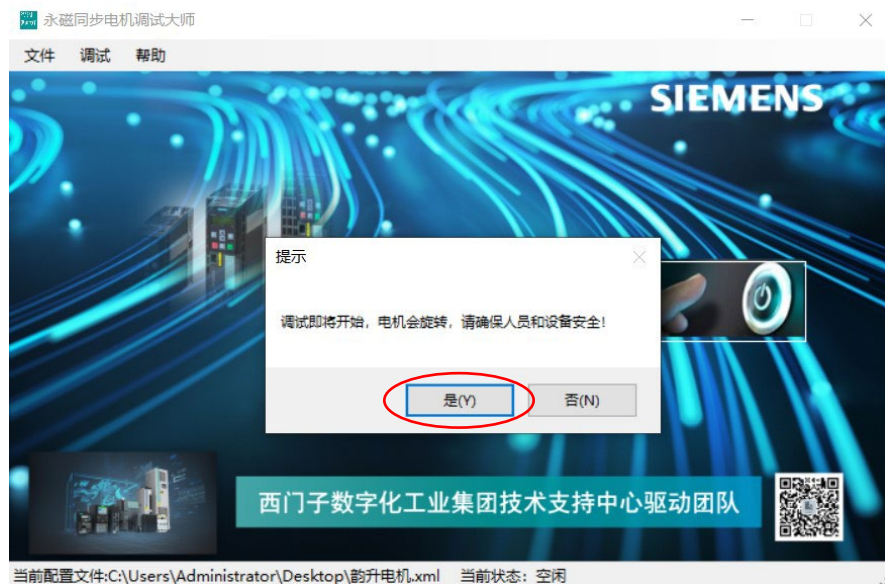 永磁同步电机调试大师
文件 调试 帮助
SIEMENS
提示
调试即将开始，电机会旋转，请确保人员和设备安全!
是(Y) 否(N)
西门子数字化工业集团技术支持中心驱动团队
当前配置文件:C:\Users\Administrator\Desktop\韵升电机.xml 当前状态：空闲